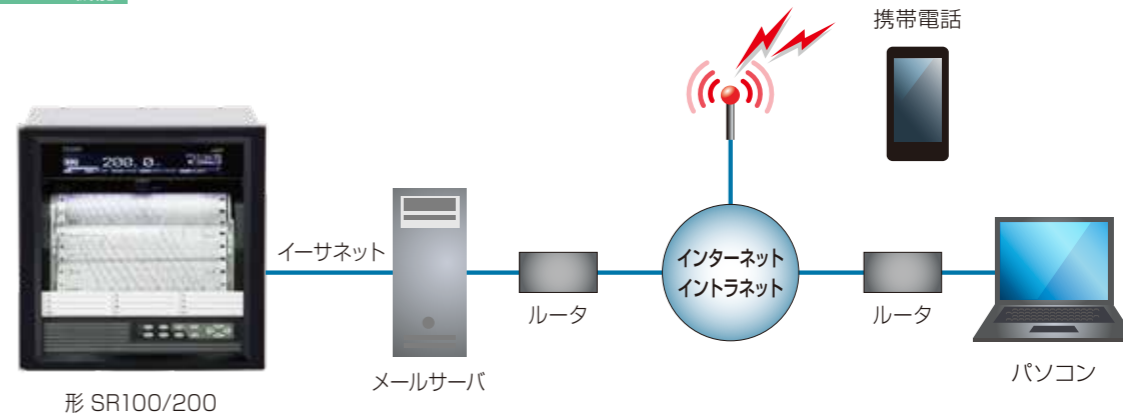 携帯電話
200.0
イーサネット
インターネット
イントラネット
ルータ
ルータ
メールサーバ
パソコン
形 SR100/200